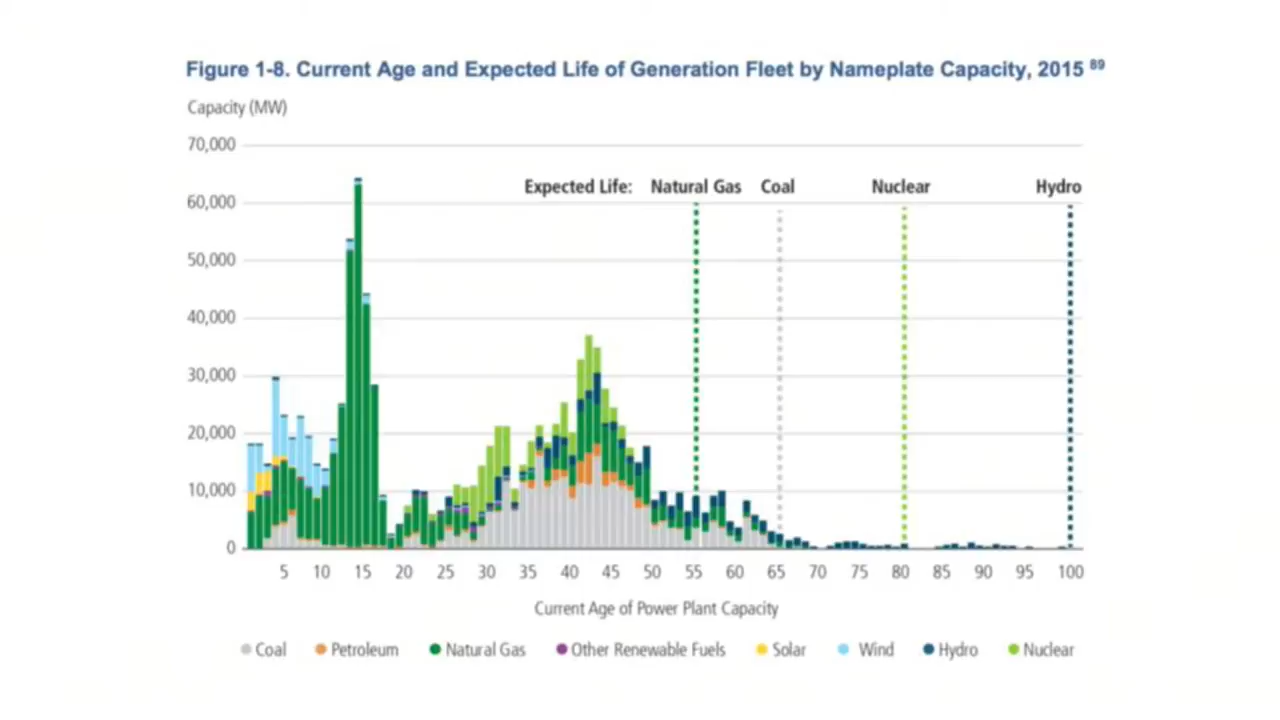 Figure 1-8. Current Age and Expected Life of Generation Fleet by Nameplate Capacity, 2015 89
Capacity (MW)
70,000
Expected Life: Natural Gas Coal Nuclear Hydro
60,000
50,000
40,000
30,000
20,000
10,000
0
5 10 15 20 25 30 35 40 45 50 55 60 65 70 75 80 85 90 95 100
Current Age of Power Plant Capacity
Coal Petroleum Natural Gas Other Renewable Fuels Solar Wind Hydro Nuclear